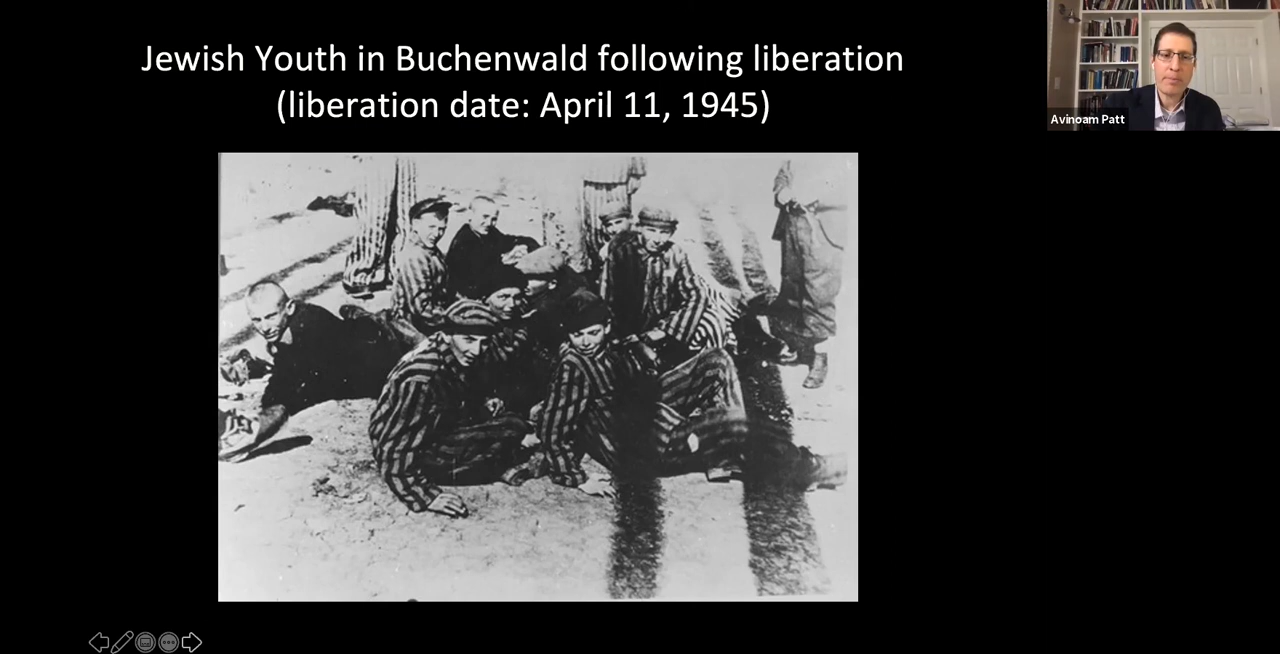 Jewish Youth in Buchenwald following liberation
(liberation date: April 11, 1945)
Avinoam Patt